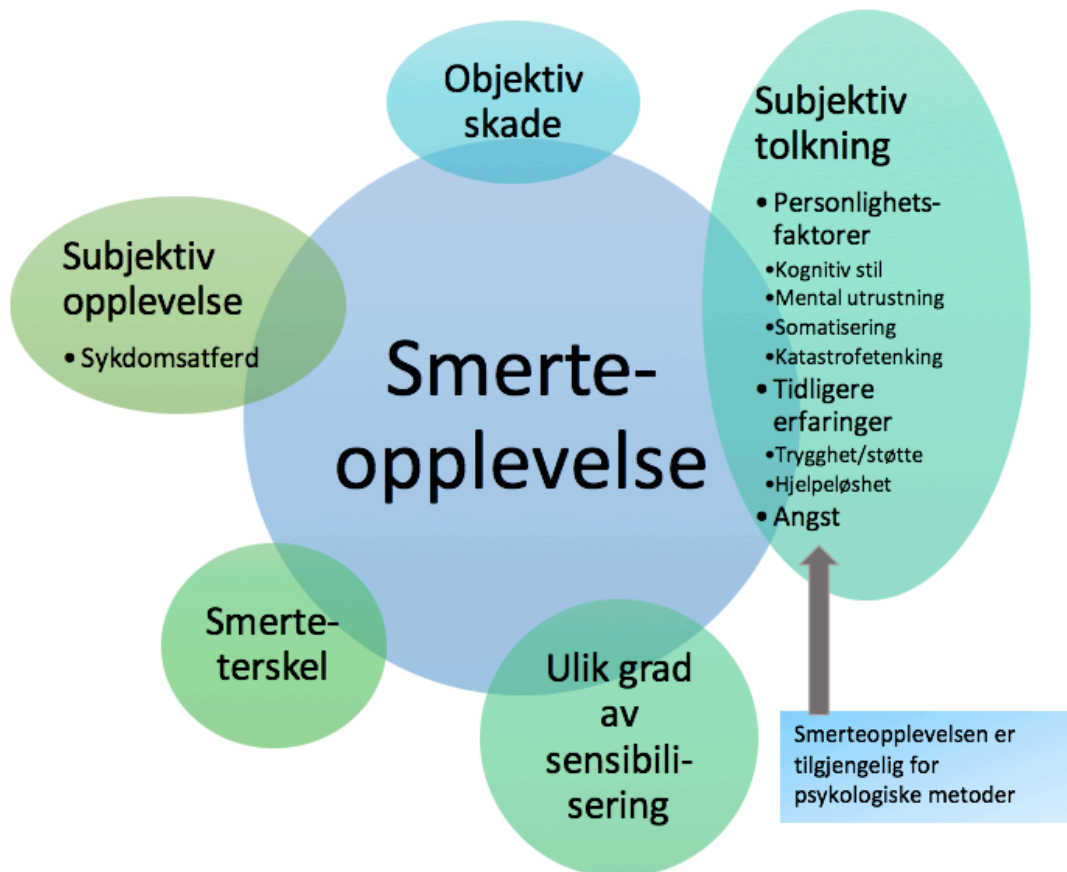 Objektiv
skade
Subjektiv
tolkning
• Personlighets-
faktorer
•Kognitiv stil
•Mental utrustning
•Somatisering
•Katastrofetenking
• Tidligere
erfaringer
•Trygghet/støtte
•Hjelpeløshet
• Angst
Subjektiv
opplevelse
• Sykdomsatferd
Smerte-
opplevelse
Smerte-
terskel
Ulik grad
av
sensibili-
sering
Smerteopplevelsen er
tilgjengelig for
psykologiske metoder